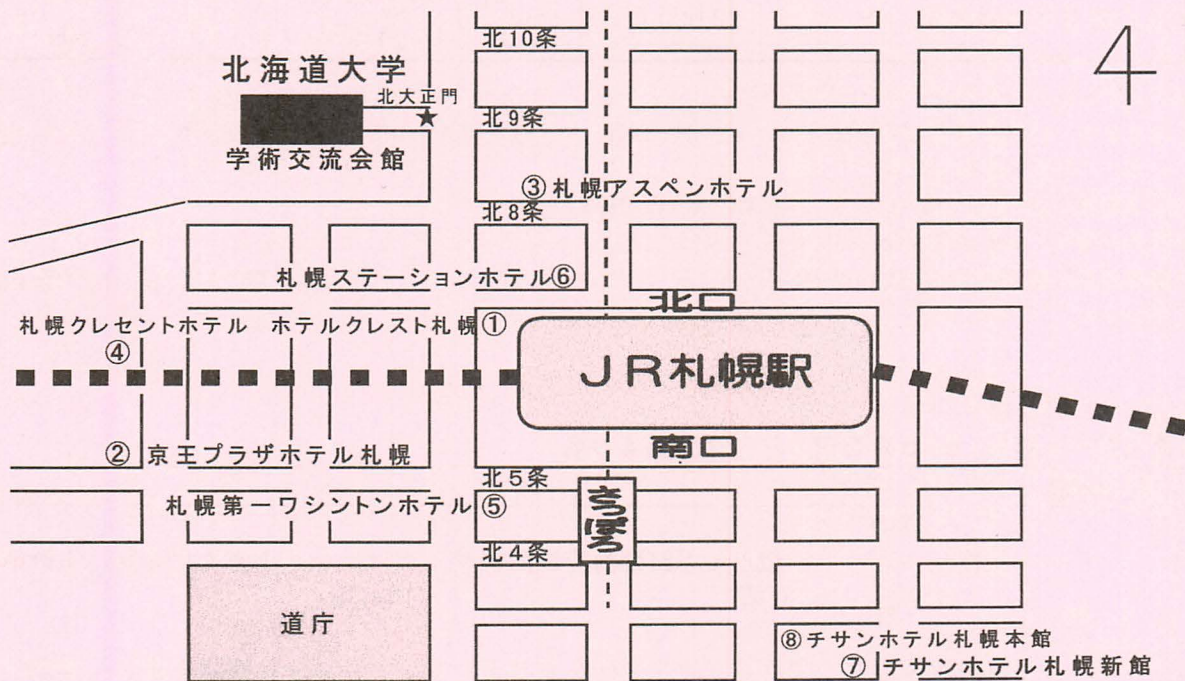 北10条
4
北海道大学
北大正門
★
北9条
学術交流会館
③札幌アスペンホテル
北8条
札幌ステーションホテル⑥
北口
札幌クレセントホテル ホテルクレスト札幌①
④
JR札幌駅
② 京王プラザホテル札幌
南口
北5条
札幌第一ワシントンホテル⑤
さっぽろ
北4条
道庁
⑧チサンホテル札幌本館
⑦ チサンホテル札幌新館